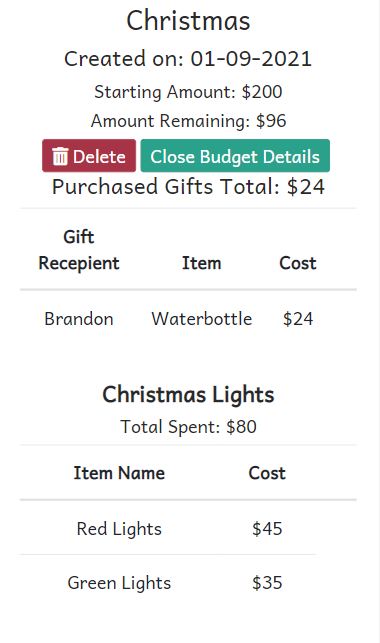 Christmas
Created on: 01-09-2021
Starting Amount: $200
Amount Remaining: $96
Delete Close Budget Details
Purchased Gifts Total: $24
Gift
Recepient Item Cost
Brandon Waterbottle $24
Christmas Lights
Total Spent: $80
Item Name Cost
Red Lights $45
Green Lights $35